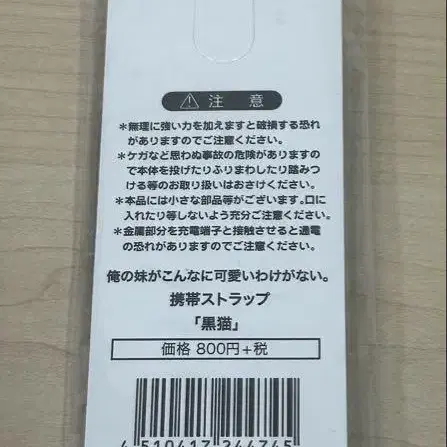 ⚠ 注 意
＊無理に強い力を加えますと破損する恐れ
がありますのでご注意ください。
＊ケガなど思わぬ事故の危険がありますの
で本体を投げたりふりまわしたり踏みつ
ける等のお取り扱いはおさけください。
＊本品には小さな部品等がございます。口に
入れたり等しないよう充分ご注意ください。
＊金属部分を充電端子と接触させると通電
の恐れがありますのでご注意ください。
俺の妹がこんなに可愛いわけがない。
携帯ストラップ
「黒猫」
価格 800円+税
4 510417 244745